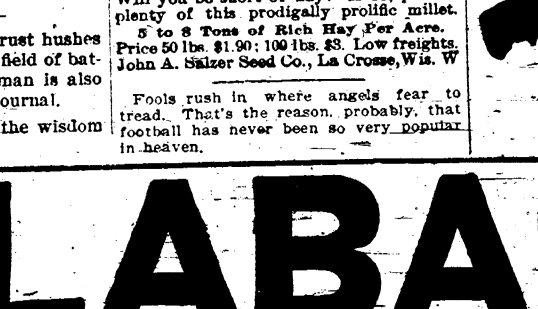 rust hushes
field of bat-
man is also
ournal.
the wisdom
plenty of this prodigally prolific millet.
5 to 8 Tons of Rich Hay Per Acre.
Price 50 lbs. $1.90; 100 lbs. $3. Low freights.
John A. Salzer Seed Co., La Crosse, Wis. W
Fools rush in where angels fear to
tread. That's the reason, probably, that
football has never been so very popular
in heaven.
LABA